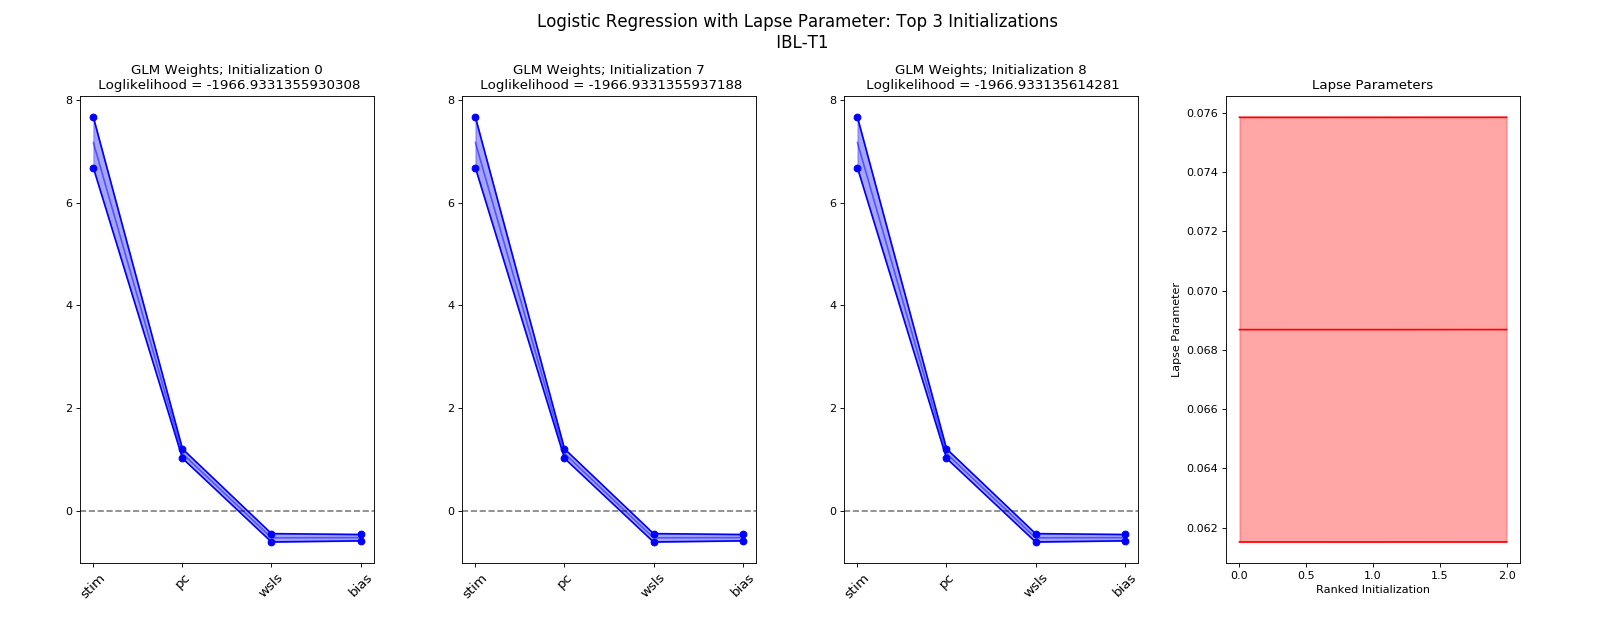 Logistic Regression with Lapse Parameter: Top 3 Initializations
IBL-T1
GLM Weights; Initialization 0
Loglikelihood = -1966.9331355930308
8
6
4
2
0
stim
pc
wsls
bias
GLM Weights; Initialization 7
Loglikelihood = -1966.9331355937188
8
6
4
2
0
stim
pc
wsls
bias
GLM Weights; Initialization 8
Loglikelihood = -1966.933135614281
8
6
4
2
0
stim
pc
wsls
bias
Lapse Parameters
Lapse Parameter
0.076
0.074
0.072
0.070
0.068
0.066
0.064
0.062
0.0
0.5
1.0
1.5
2.0
Ranked Initialization